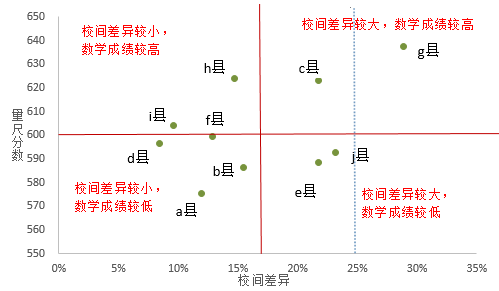 650
640
630
620
610
600
590
580
570
560
550
量尺分数
校间差异较小，
数学成绩较高
校间差异较大，数学成绩较高
g县
h县
c县
i县
f县
d县
b县
j县
e县
a县
校间差异较小，
数学成绩较低
校间差异较大，
数学成绩较低
0%
5%
10%
15%
20%
25%
30%
35%
校间差异